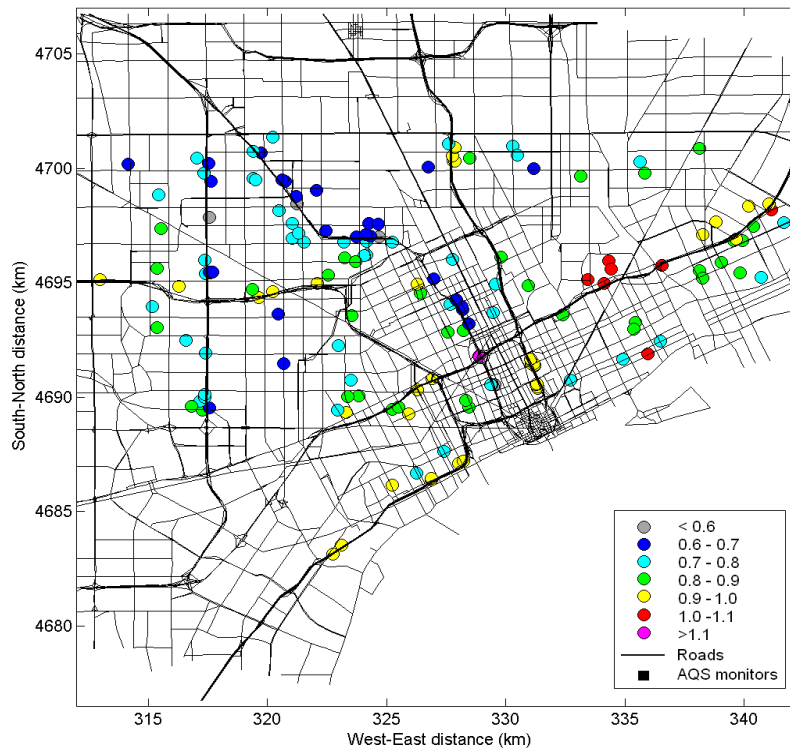 4705
4700
4695
4690
4685
4680
South-North distance (km)
315
320
325
330
335
340
West-East distance (km)
< 0.6
0.6 - 0.7
0.7 - 0.8
0.8 - 0.9
0.9 - 1.0
1.0 -1.1
>1.1
Roads
AQS monitors